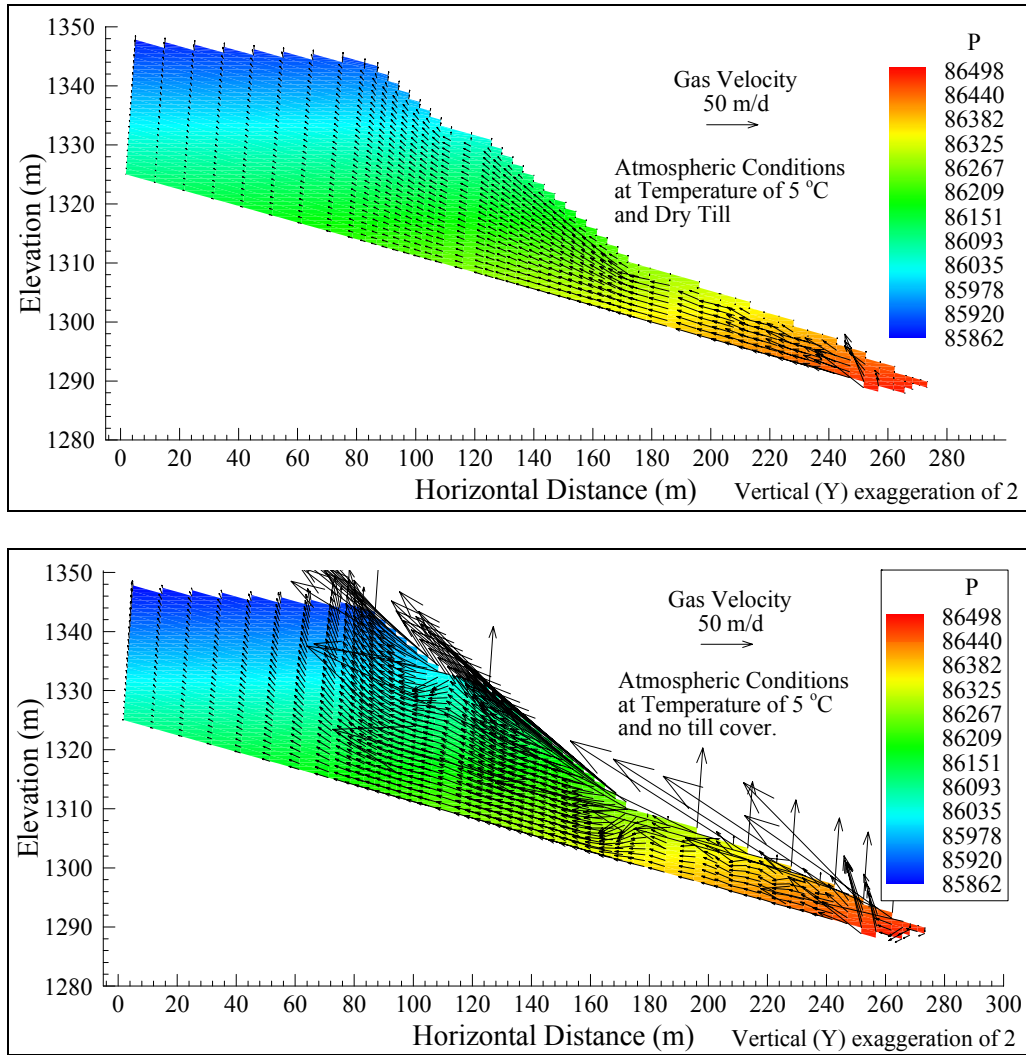 1350
1340
1330
1320
1310
1300
1290
1280
Elevation (m)
0 20 40 60 80 100 120 140 160 180 200 220 240 260 280
Horizontal Distance (m)
Vertical (Y) exaggeration of 2
Gas Velocity
50 m/d
Atmospheric Conditions
at Temperature of 5 °C
and Dry Till
P
86498
86440
86382
86325
86267
86209
86151
86093
86035
85978
85920
85862
1350
1340
1330
1320
1310
1300
1290
1280
Elevation (m)
0 20 40 60 80 100 120 140 160 180 200 220 240 260 280 300
Horizontal Distance (m)
Vertical (Y) exaggeration of 2
Gas Velocity
50 m/d
Atmospheric Conditions
at Temperature of 5 °C
and no till cover.
P
86498
86440
86382
86325
86267
86209
86151
86093
86035
85978
85920
85862